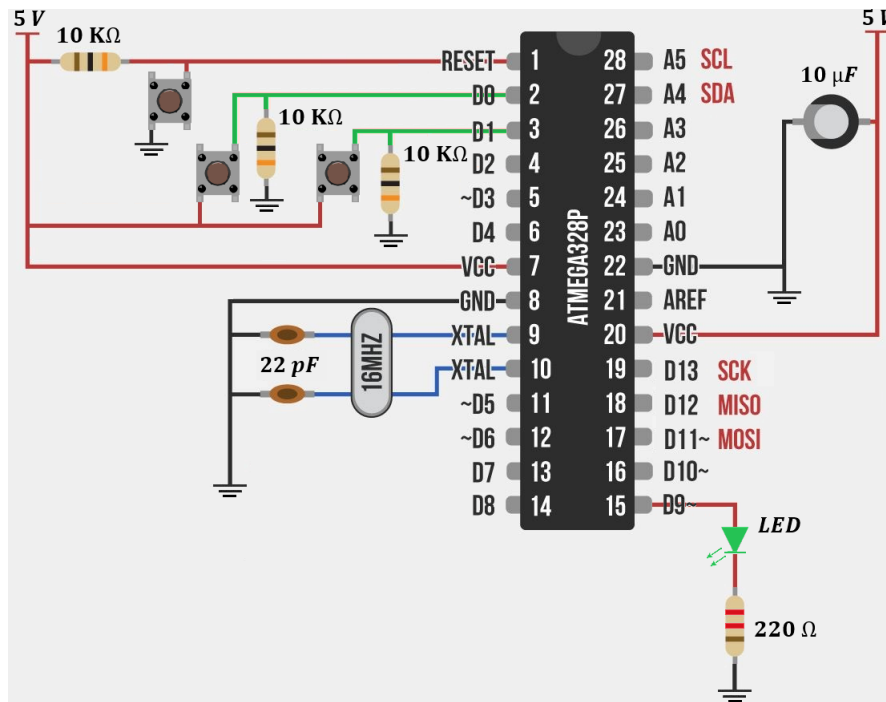 5 V
5 V
10 KΩ
10 KΩ
10 KΩ
10 μF
RESET 1 28 A5 SCL
D0 2 27 A4 SDA
D1 3 26 A3
D2 4 25 A2
~D3 5 24 A1
D4 6 23 A0
VCC 7 22 GND
GND 8 21 AREF
XTAL 9 20 VCC
XTAL 10 19 D13 SCK
~D5 11 18 D12 MISO
~D6 12 17 D11~ MOSI
D7 13 16 D10~
D8 14 15 D9~
ATMEGA328P
22 pF
16MHZ
LED
220 Ω